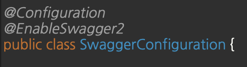 @Configuration
@EnableSwagger2
public class SwaggerConfiguration {